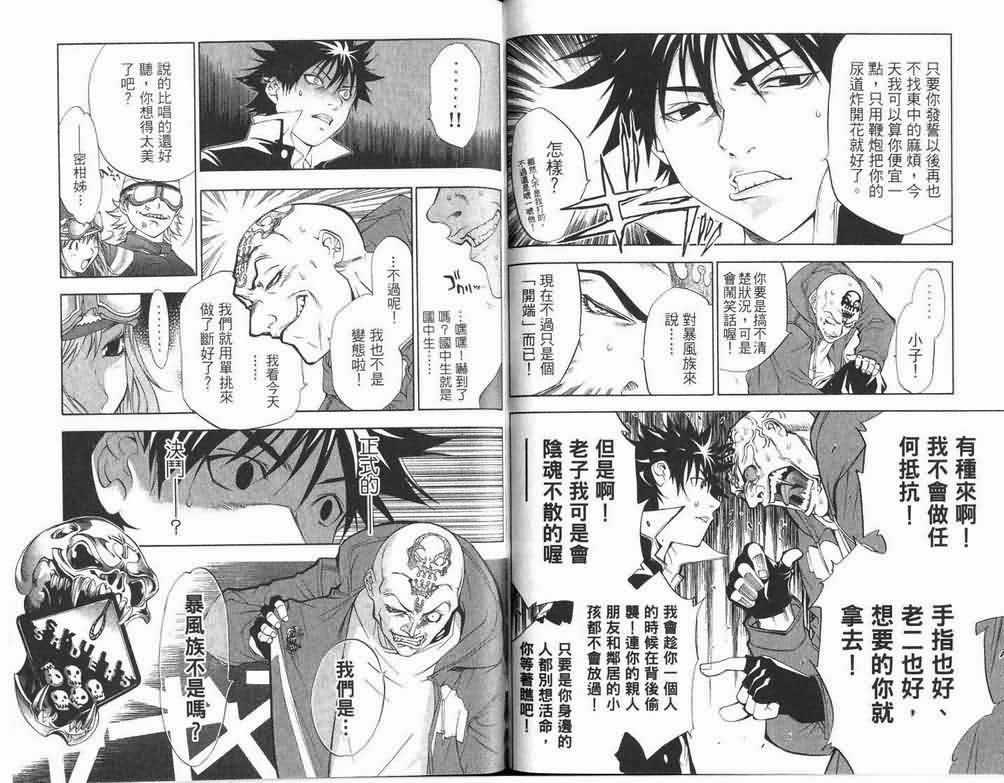 只要你發誓以後再也
不找東中的麻煩，今
天我可以算你便宜一
點，只用鞭炮把你的
尿道炸開花就好了。
怎樣？
雖然人不是我打的，
小子！
……
你要是搞不清
楚狀況，可是
會鬧笑話喔！
對暴風族來
說……
現在不過只是個
「開端」而已！
有種來啊！
我不會做任
何抵抗！
手指也好、
老二也好，
想要的你就
拿去！
但是啊！
老子我可是會
陰魂不散的喔
——
我會趁你一個人
的時候在背後偷
襲！連你的親人
朋友和鄰居的小
孩都不會放過！
只要是你身邊的
人都別想活命，
你等著瞧吧！
……!!
說的比唱的還好
聽，你想得太美
了吧？
——密柑姊……
…嘿嘿！嚇到了
嗎？國中生就是
國中生……
…不過呢！
我也不是
變態啦！
…我看今天
我們就用單挑來
做了斷好了？
………
正式的——
決鬥——？
我們是…
暴風族不是嗎？
SKULL
SADDERS